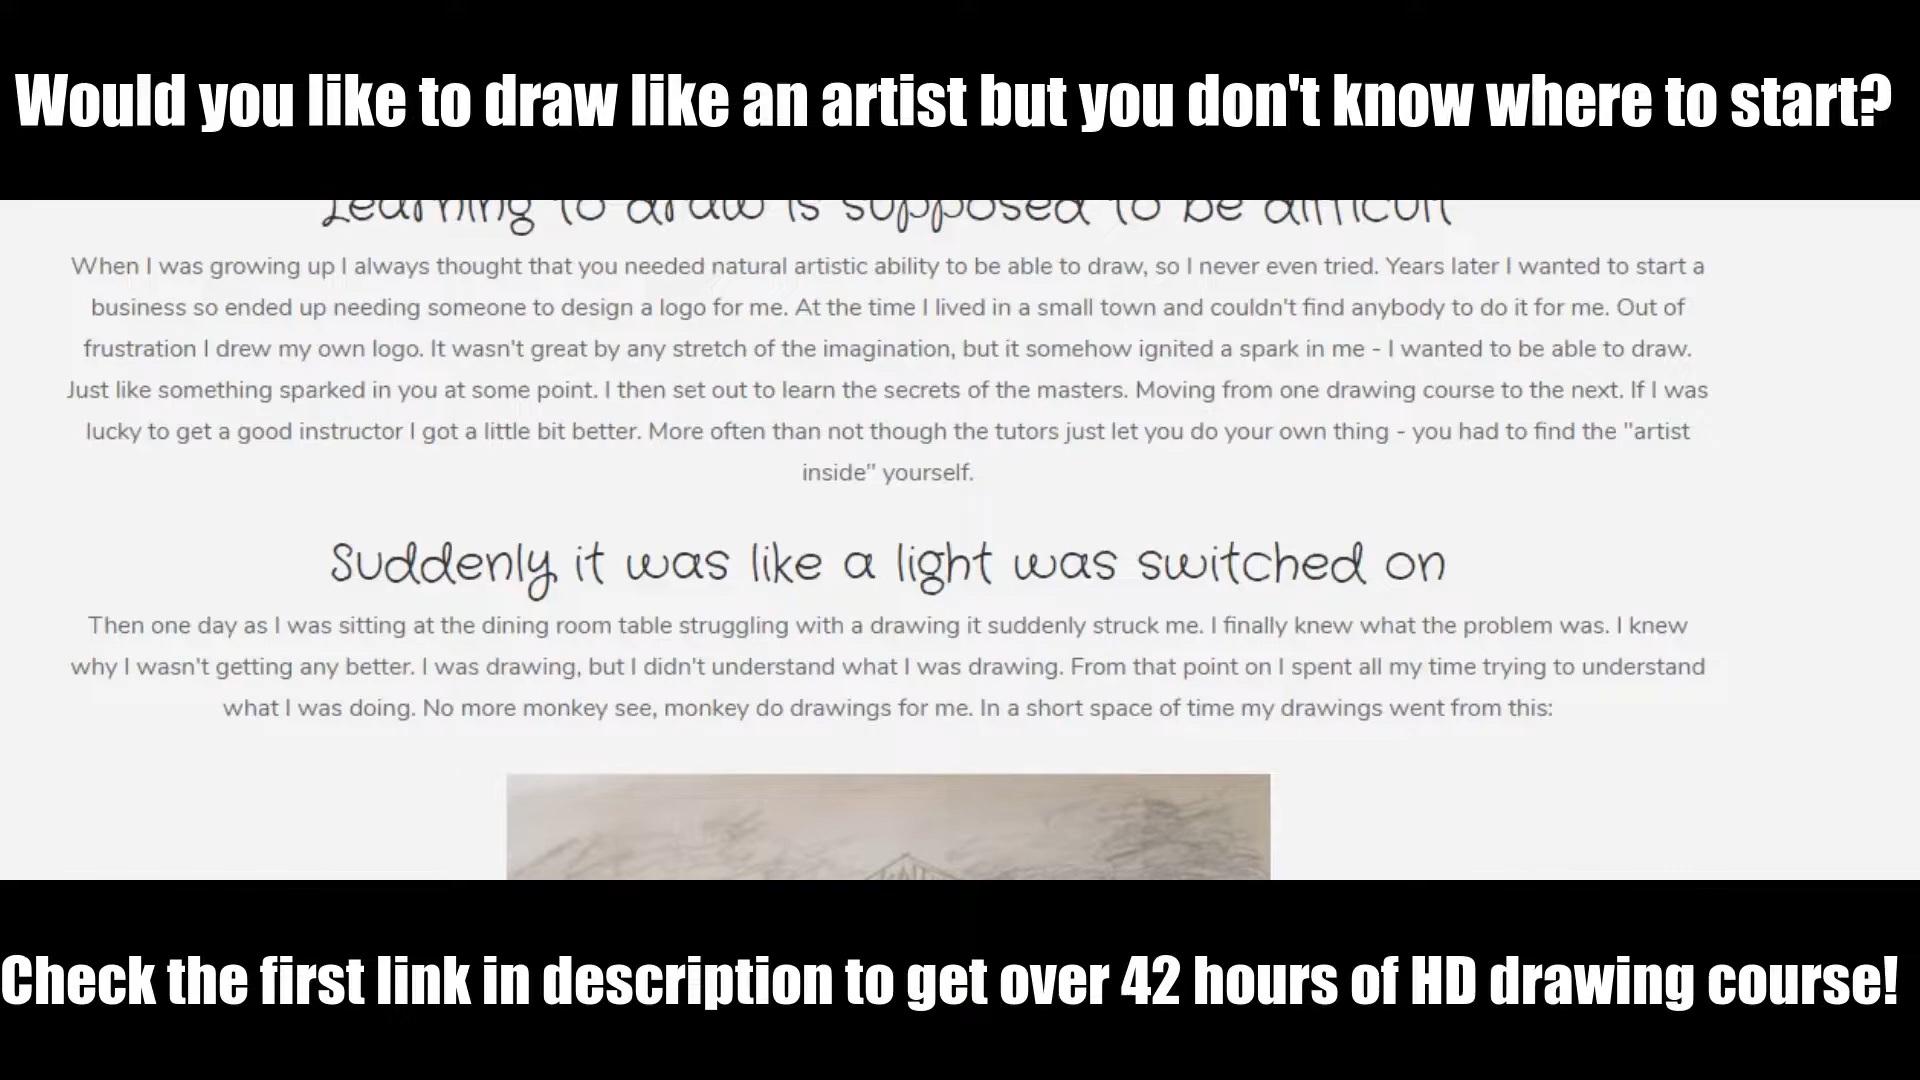 Would you like to draw like an artist but you don't know where to start?
Learning to draw is supposed to be difficult
When I was growing up I always thought that you needed natural artistic ability to be able to draw, so I never even tried. Years later I wanted to start a
business so ended up needing someone to design a logo for me. At the time I lived in a small town and couldn't find anybody to do it for me. Out of
frustration I drew my own logo. It wasn't great by any stretch of the imagination, but it somehow ignited a spark in me - I wanted to be able to draw.
Just like something sparked in you at some point. I then set out to learn the secrets of the masters. Moving from one drawing course to the next. If I was
lucky to get a good instructor I got a little bit better. More often than not though the tutors just let you do your own thing - you had to find the "artist
inside" yourself.
Suddenly it was like a light was switched on
Then one day as I was sitting at the dining room table struggling with a drawing it suddenly struck me. I finally knew what the problem was. I knew
why I wasn't getting any better. I was drawing, but I didn't understand what I was drawing. From that point on I spent all my time trying to understand
what I was doing. No more monkey see, monkey do drawings for me. In a short space of time my drawings went from this:
Check the first link in description to get over 42 hours of HD drawing course!